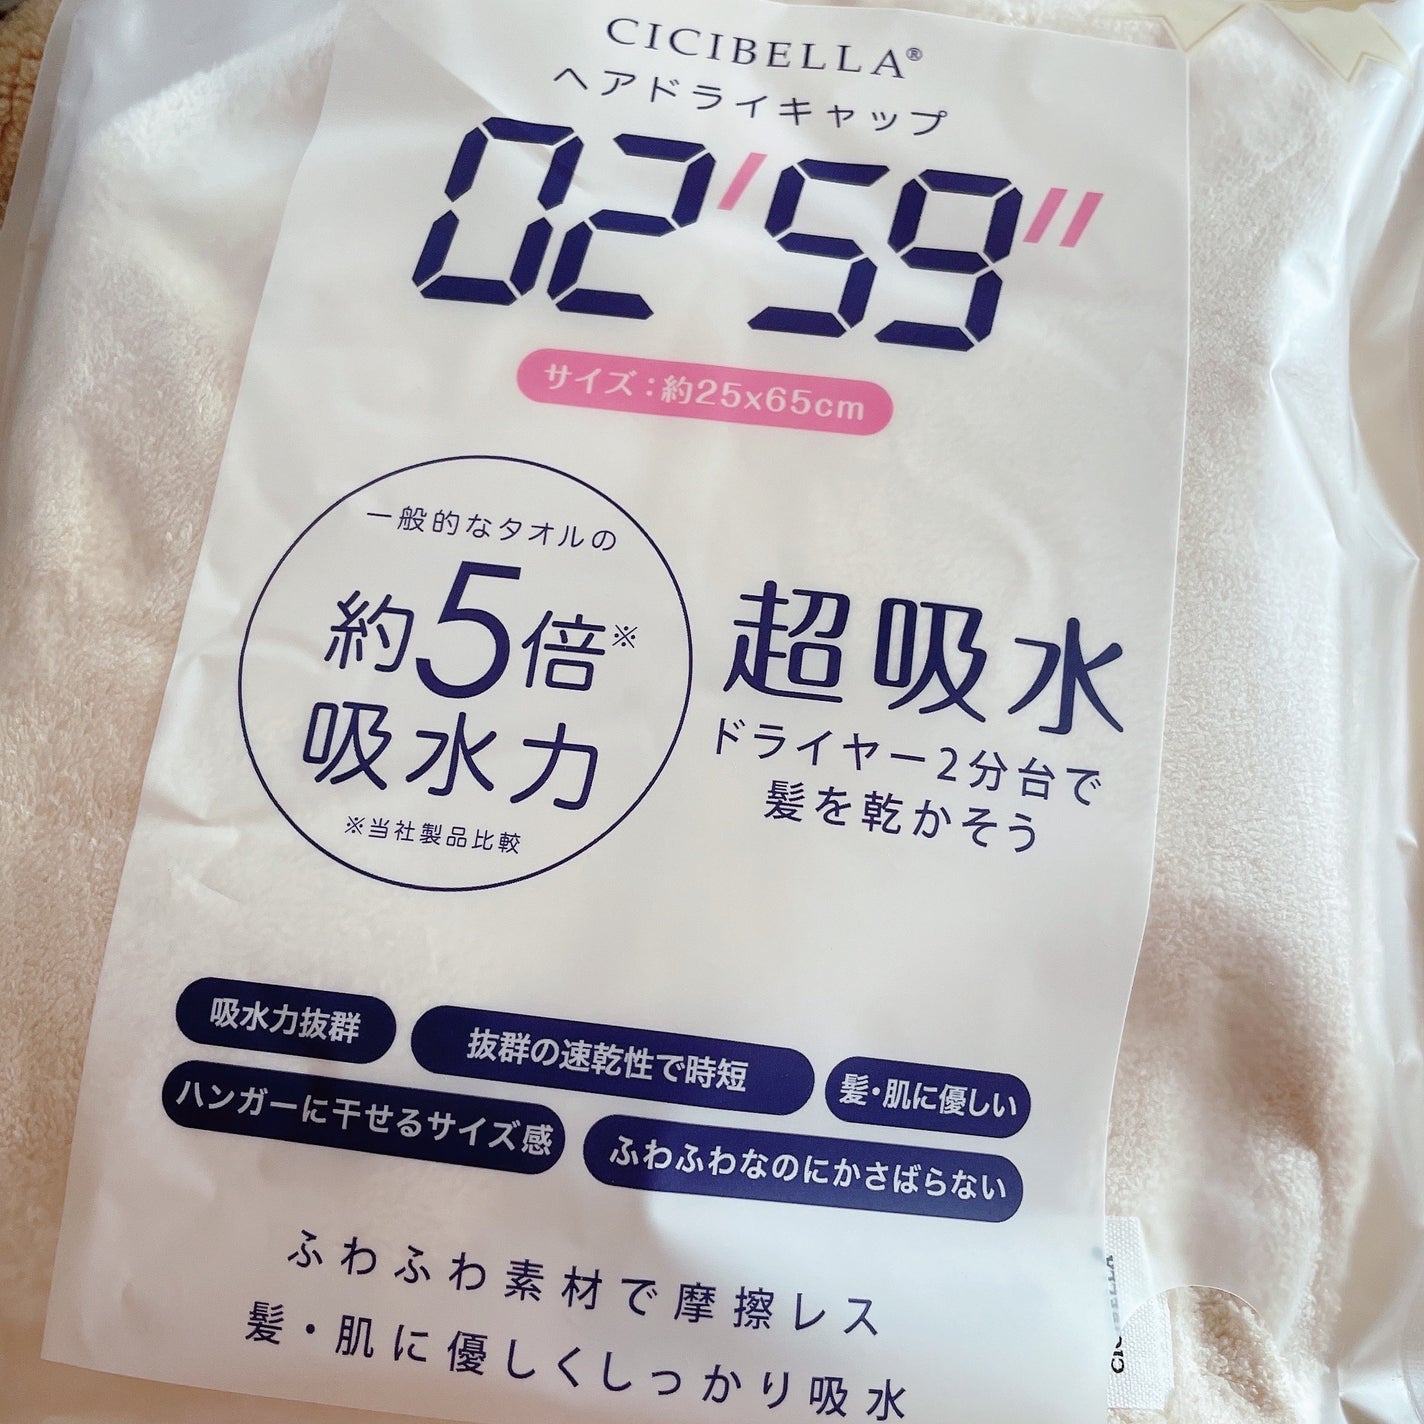 CICIBELLA®
ヘアドライキャップ
02'59''
サイズ：約25x65cm
一般的なタオルの
約5倍※
吸水力
※当社製品比較
超吸水
ドライヤー2分台で
髪を乾かそう
吸水力抜群
抜群の速乾性で時短
髪・肌に優しい
ハンガーに干せるサイズ感
ふわふわなのにかさばらない
ふわふわ素材で摩擦レス
髪・肌に優しくしっかり吸水